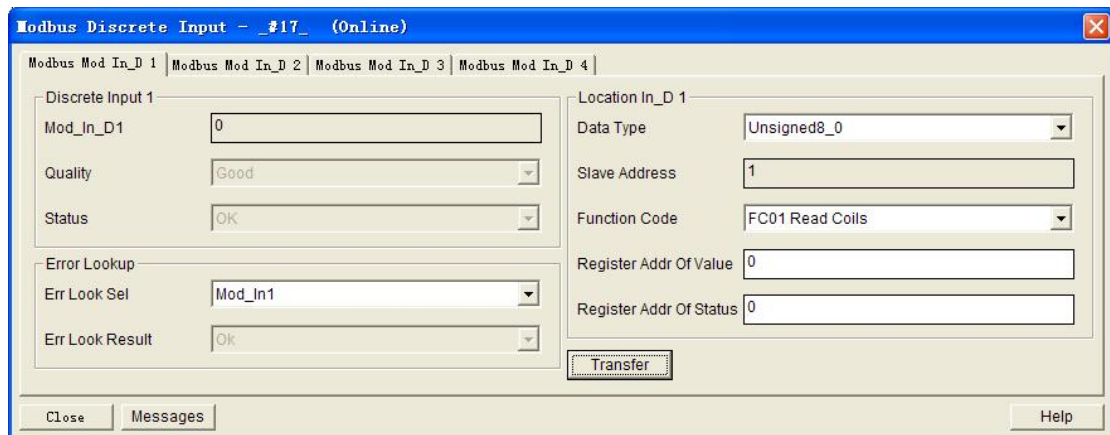 Modbus Discrete Input - _#17_ (Online)
Modbus Mod In_D 1 Modbus Mod In_D 2 Modbus Mod In_D 3 Modbus Mod In_D 4
Discrete Input 1
Mod_In_D1 0
Quality Good
Status OK
Error Lookup
Err Look Sel Mod_In1
Err Look Result Ok
Location In_D 1
Data Type Unsigned8_0
Slave Address 1
Function Code FC01 Read Coils
Register Addr Of Value 0
Register Addr Of Status 0
Transfer
Close Messages Help